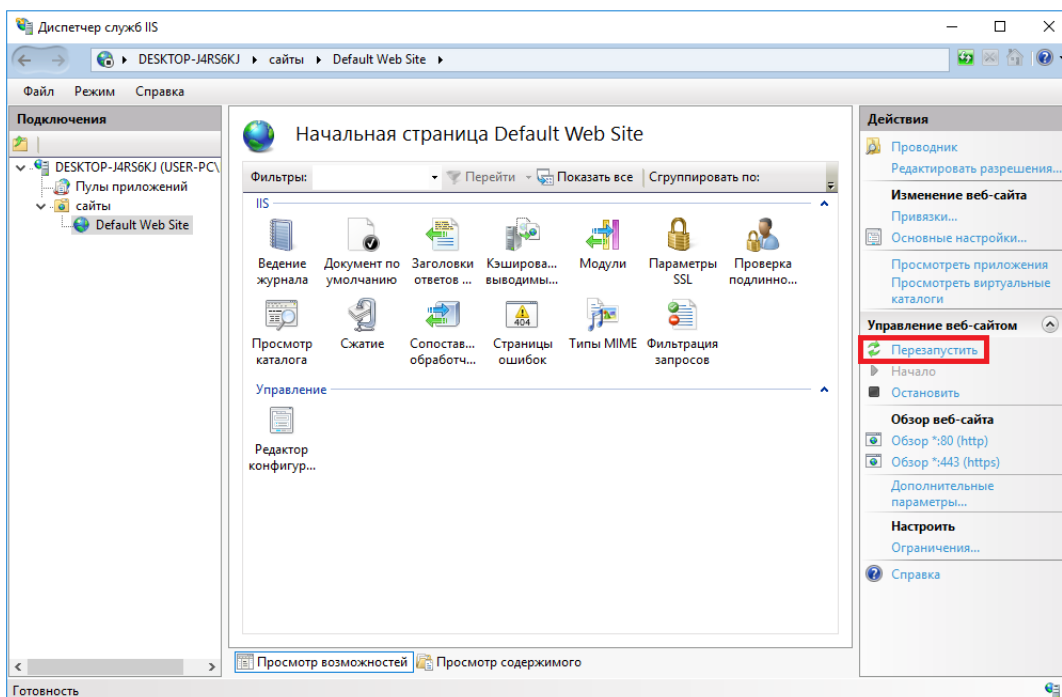 Диспетчер служб IIS
DESKTOP-J4RS6KJ
сайты
Default Web Site
Файл
Режим
Справка
Подключения
DESKTOP-J4RS6KJ (USER-PC\
Пулы приложений
сайты
Default Web Site
Начальная страница Default Web Site
Фильтры:
Перейти
Показать все
Сгруппировать по:
IIS
Ведение
журнала
Документ по
умолчанию
Заголовки
ответов ...
Кэширова...
выводимы...
Модули
Параметры
SSL
Проверка
подлинно...
Просмотр
каталога
Сжатие
Сопостав...
обработч...
404
Страницы
ошибок
Типы MIME
Фильтрация
запросов
Управление
Редактор
конфигур...
Просмотр возможностей
Просмотр содержимого
Действия
Проводник
Редактировать разрешения...
Изменение веб-сайта
Привязки...
Основные настройки...
Просмотреть приложения
Просмотреть виртуальные
каталоги
Управление веб-сайтом
Перезапустить
Начало
Остановить
Обзор веб-сайта
Обзор *:80 (http)
Обзор *:443 (https)
Дополнительные
параметры...
Настроить
Ограничения...
Справка
Готовность